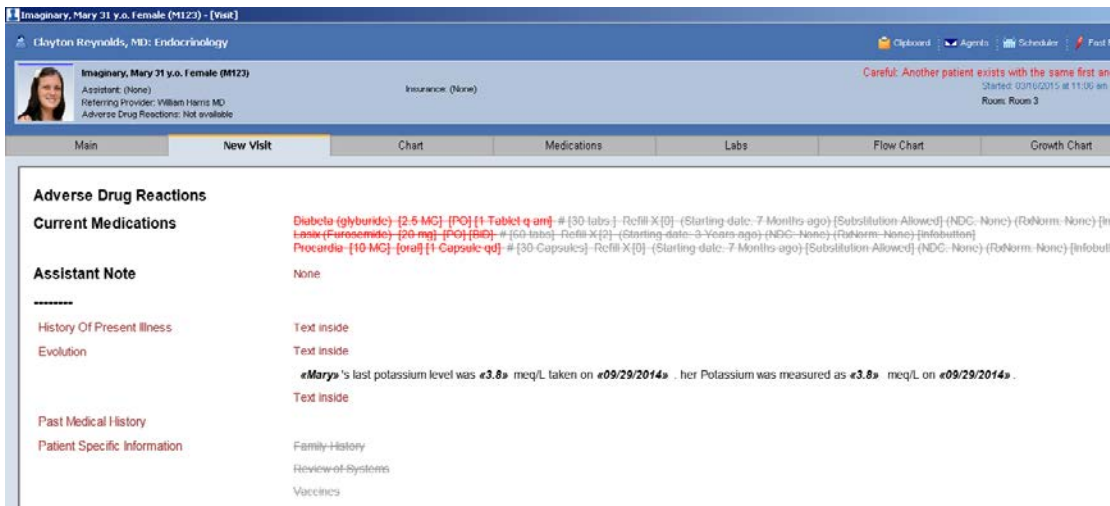 Imaginary, Mary 31 y.o. Female (M123) - [Visit]
Clayton Reynolds, MD: Endocrinology
Clipboard Agents Scheduler Fast
Imaginary, Mary 31 y.o. Female (M123)
Careful: Another patient exists with the same first
Assistant: (None)
Insurance: (None)
Started: 03/16/2015 at 11:06 am
Referring Provider: William Harris MD
Room: Room 3
Adverse Drug Reactions: Not available
Main New Visit Chart Medications Labs Flow Chart Growth Chart
Adverse Drug Reactions
Current Medications
Diabeta (glyburide) [2.5 MG] [PO] [1 Tablet q am] # [30 tabs ] Refill X [0] (Starting date: 7 Months ago) [Substitution Allowed] (NDC: None) (RxNorm: None)
Lasix (Furosemide) [20 mg] [PO] [BID] # [60 tabs] Refill X [2] (Starting date: 3 Years ago) (NDC: None) (RxNorm: None) [Infobutton]
Procardia [10 MG] [oral] [1 Capsule qd] # [30 Capsules] Refill X [0] (Starting date: 7 Months ago) [Substitution Allowed] (NDC: None) (RxNorm: None)
Assistant Note None
--------
History Of Present Illness Text inside
Evolution Text inside
«Mary» 's last potassium level was «3.8» meq/L taken on «09/29/2014» . her Potassium was measured as «3.8» meq/L on «09/29/2014» .
Text inside
Past Medical History
Patient Specific Information Family History
Review of Systems
Vaccines